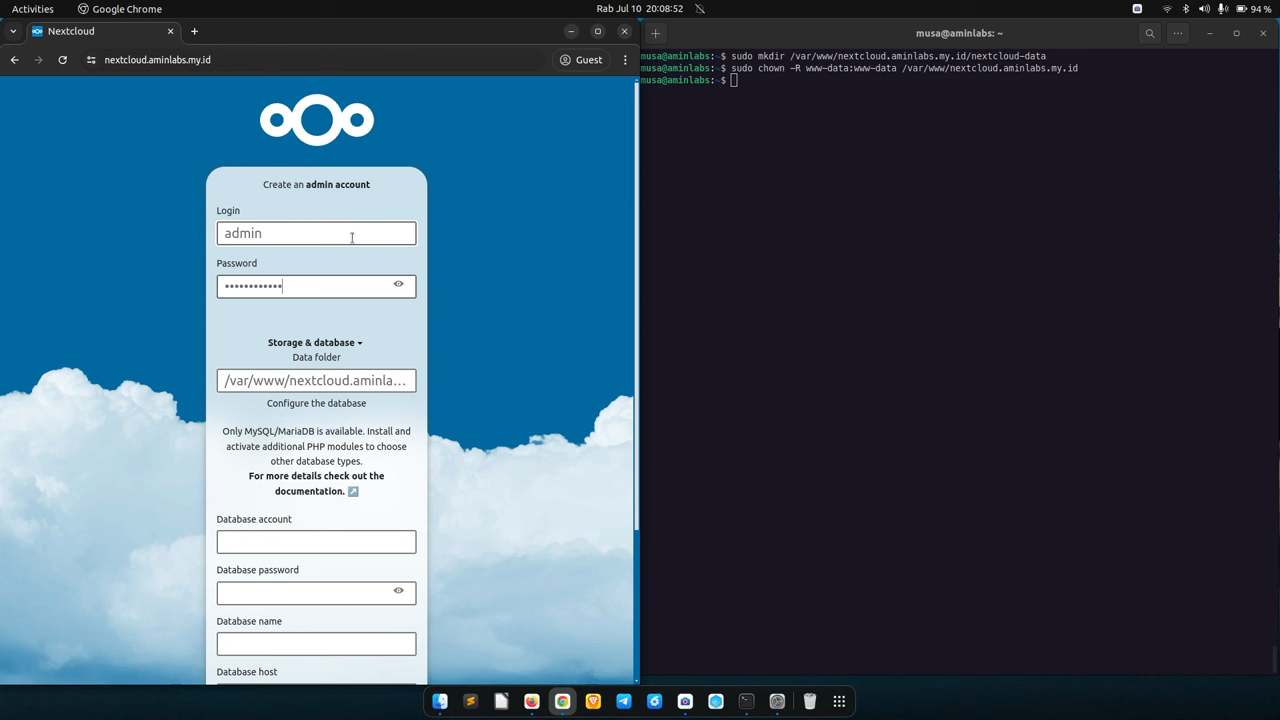 Activities
Google Chrome
Rab Jul 10 20:08:52
94 %
Nextcloud
nextcloud.aminlabs.my.id
Guest
Create an admin account
Login
admin
Password
••••••••••••
Storage & database
Data folder
/var/www/nextcloud.aminla...
Configure the database
Only MySQL/MariaDB is available. Install and
activate additional PHP modules to choose
other database types.
For more details check out the
documentation. ↗
Database account
Database password
Database name
Database host
musa@aminlabs: ~
musa@aminlabs:~$ sudo mkdir /var/www/nextcloud.aminlabs.my.id/nextcloud-data
musa@aminlabs:~$ sudo chown -R www-data:www-data /var/www/nextcloud.aminlabs.my.id
musa@aminlabs:~$